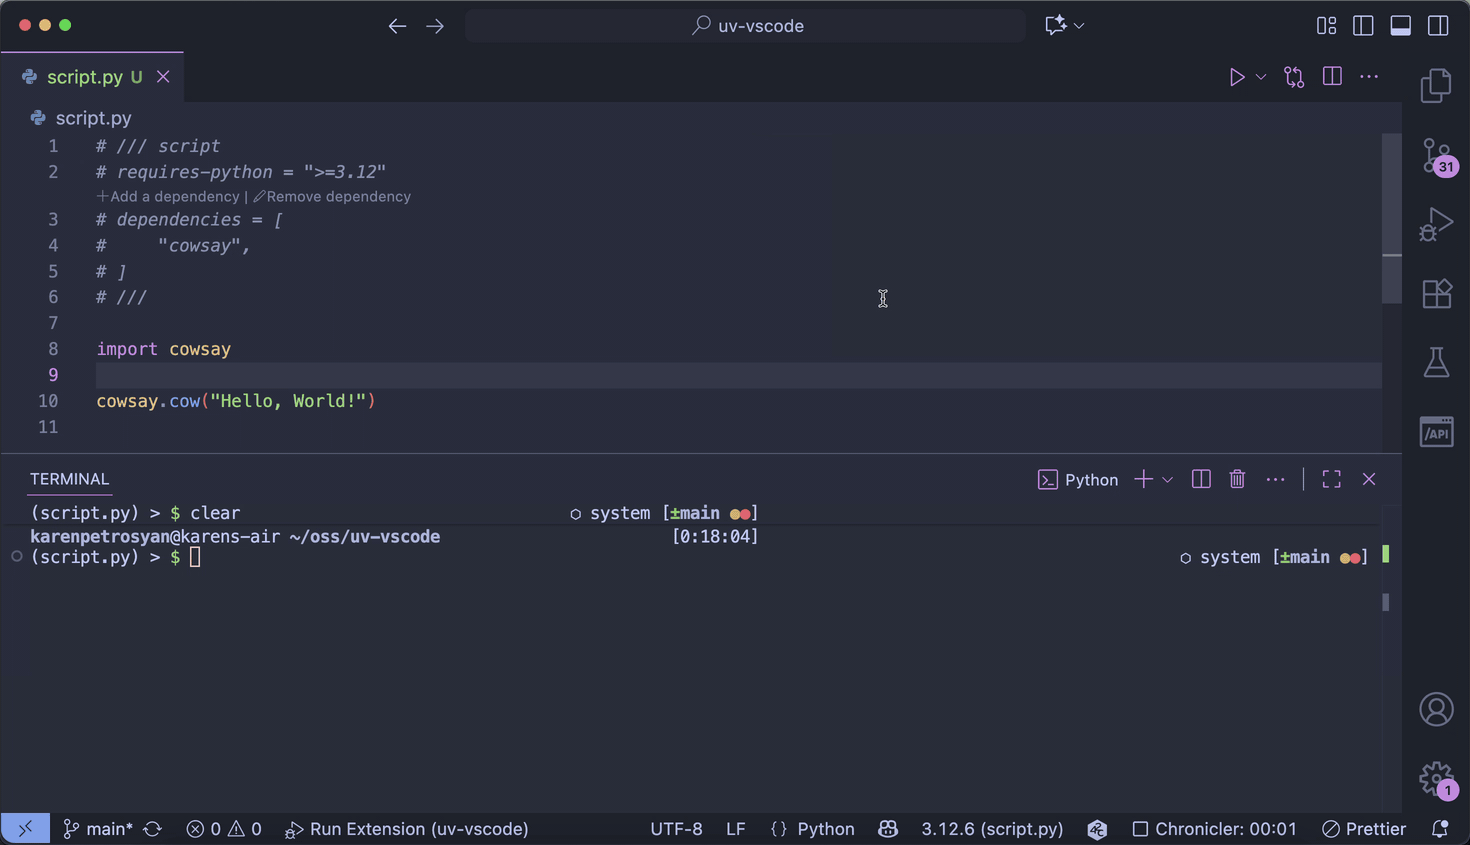 uv-vscode
script.py U
script.py
1 # /// script
2 # requires-python = ">=3.12"
Add a dependency | Remove dependency
3 # dependencies = [
4 #     "cowsay",
5 # ]
6 # ///
7
8 import cowsay
9
10 cowsay.cow("Hello, World!")
11
31
/API
TERMINAL
Python
(script.py) > $ clear system [±main ●●]
karenpetrosyan@karens-air ~/oss/uv-vscode [0:18:04]
(script.py) > $ system [±main ●●]
1
main* 0 0 Run Extension (uv-vscode) UTF-8 LF {} Python 3.12.6 (script.py) Chronicler: 00:01 Prettier